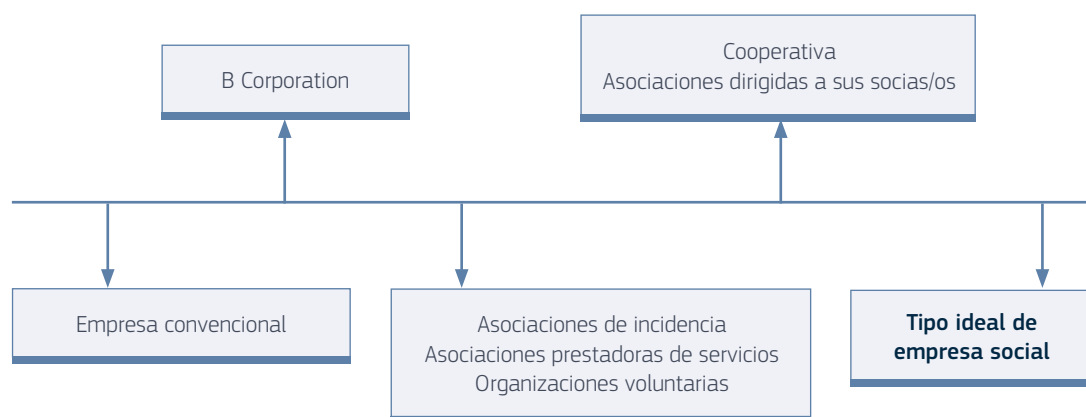 B Corporation
Cooperativa
Asociaciones dirigidas a sus socias/os
Empresa convencional
Asociaciones de incidencia
Asociaciones prestadoras de servicios
Organizaciones voluntarias
Tipo ideal de
empresa social